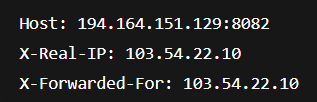 Host: 194.164.151.129:8082
X-Real-IP: 103.54.22.10
X-Forwarded-For: 103.54.22.10